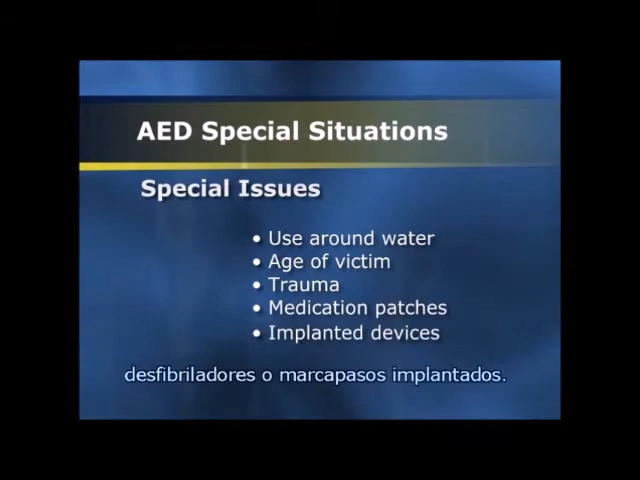 AED Special Situations
Special Issues
• Use around water
• Age of victim
• Trauma
• Medication patches
• Implanted devices
desfibriladores o marcapasos implantados.